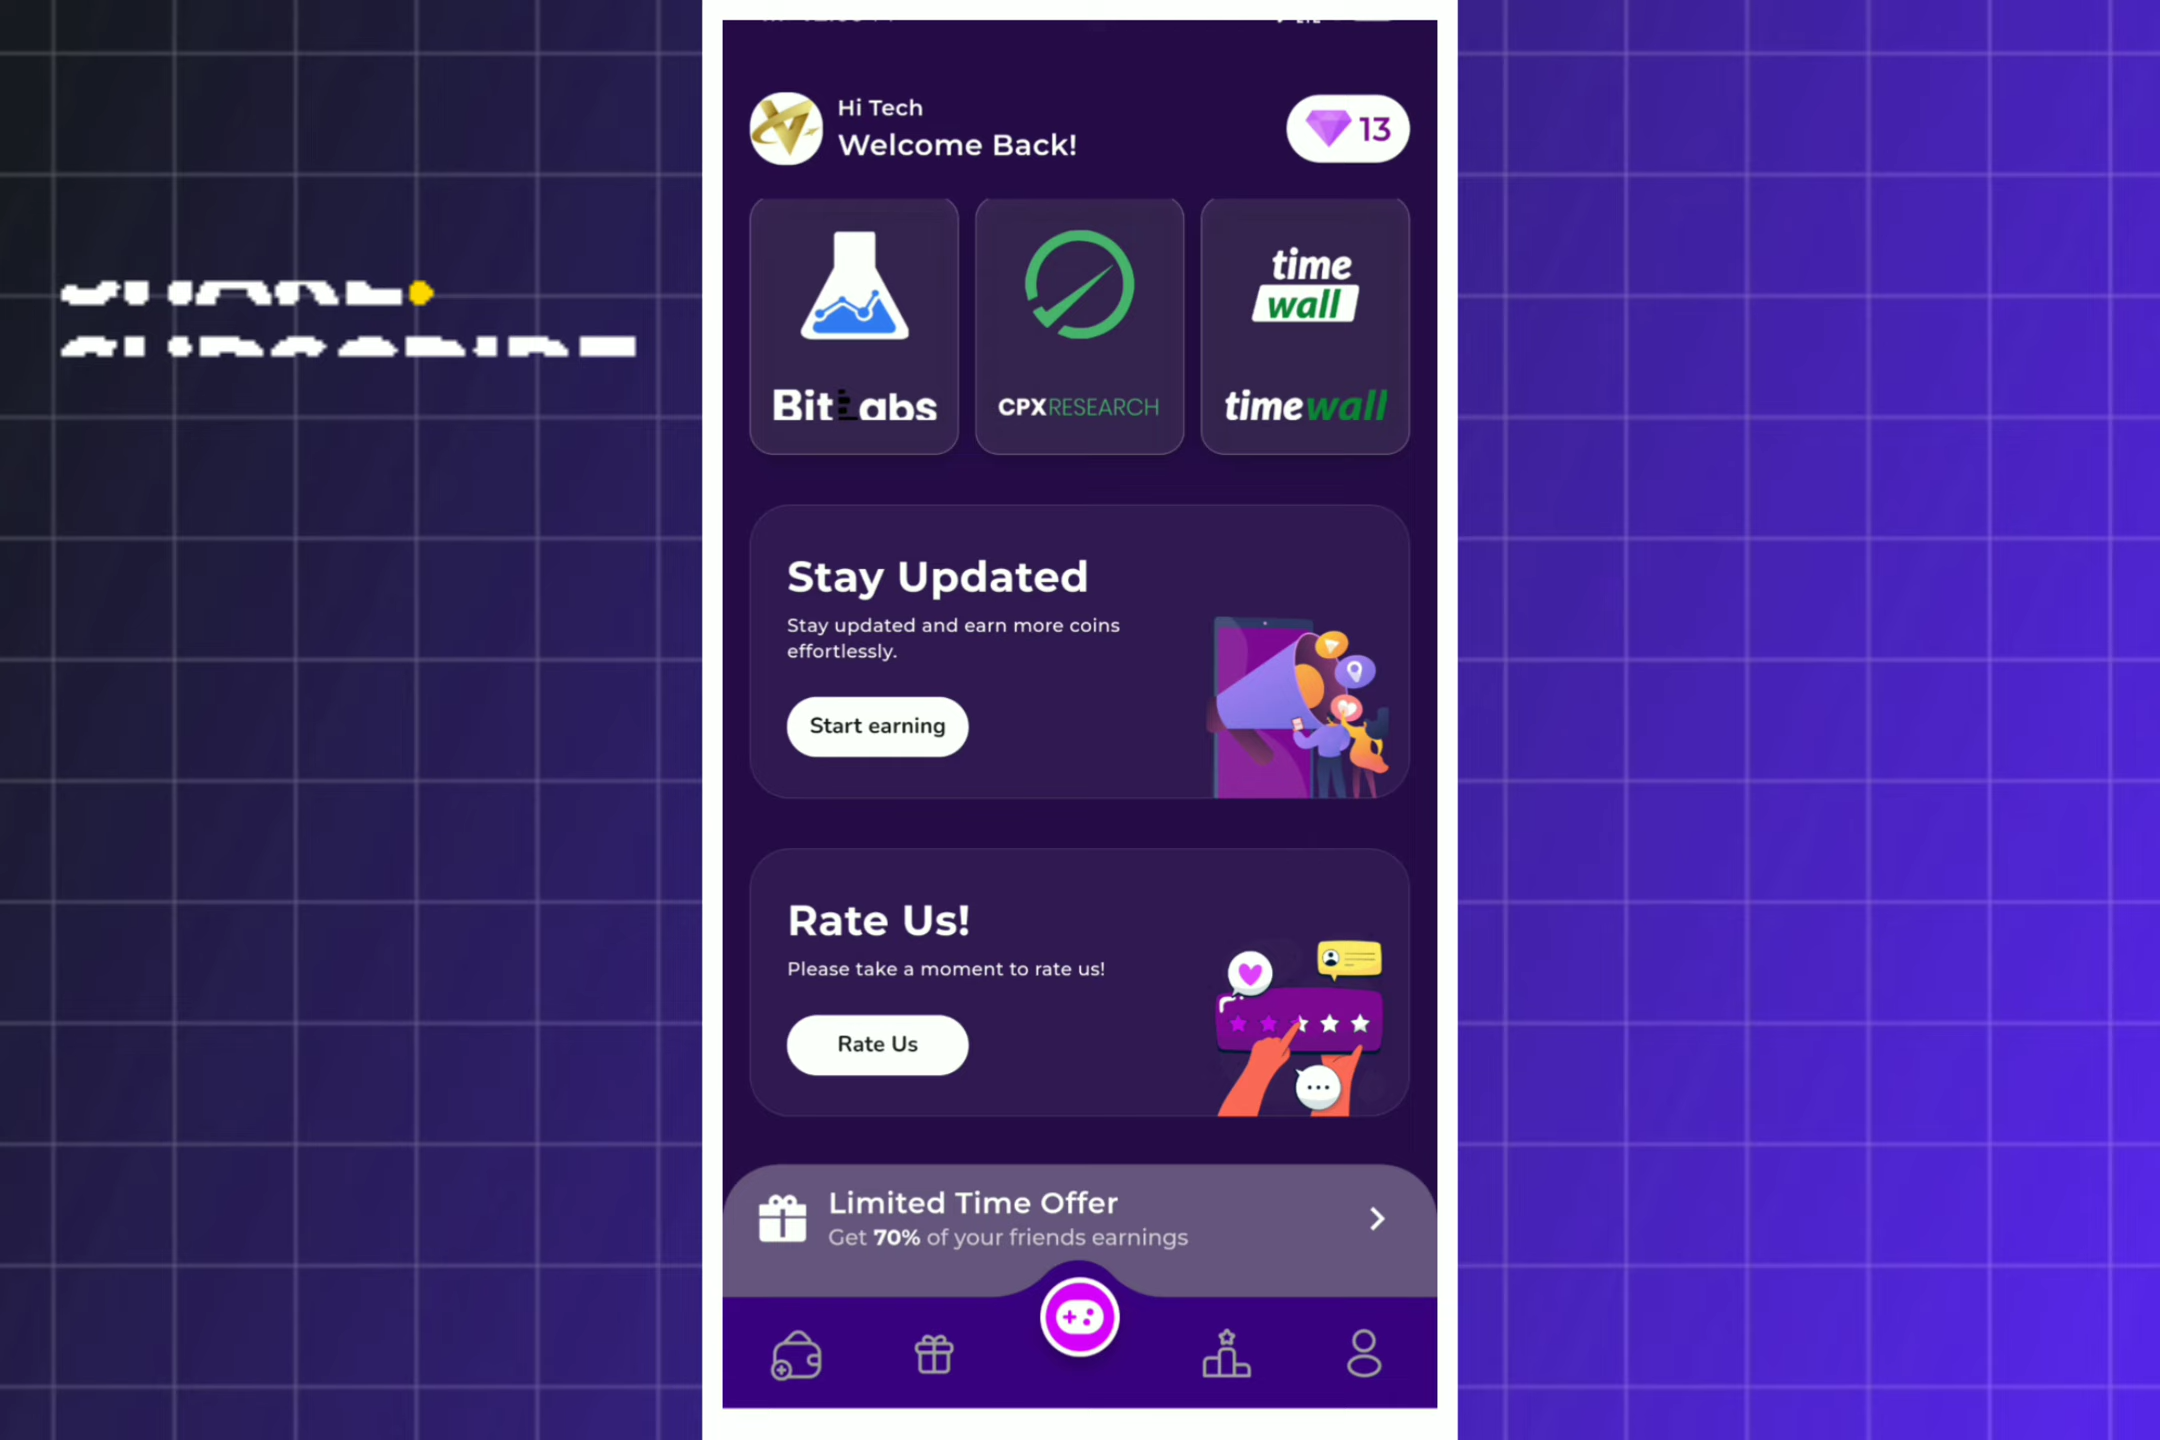 Hi Tech
Welcome Back!
13
time
wall
BitLabs
CPXRESEARCH
timewall
Stay Updated
Stay updated and earn more coins
effortlessly.
Start earning
Rate Us!
Please take a moment to rate us!
Rate Us
Limited Time Offer
Get 70% of your friends earnings